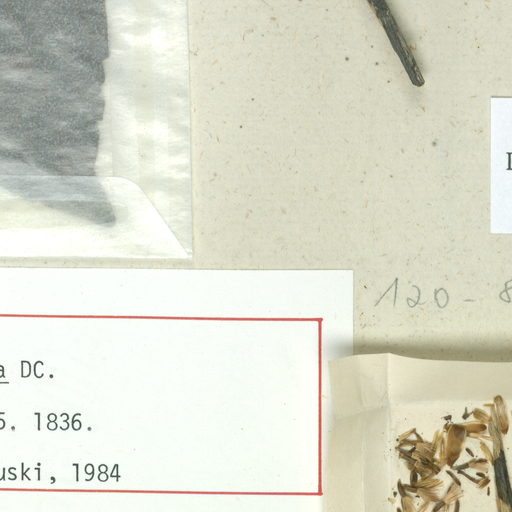 120 - 8
a DC.
5. 1836.
uski, 1984